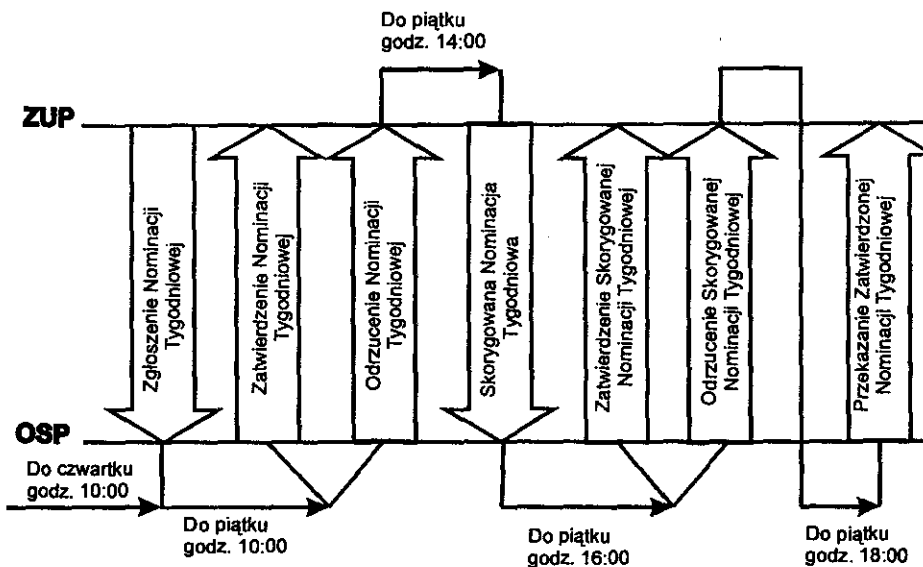 Do piątku
godz. 14:00
ZUP
Zgłoszenie Nominacji
Tygodniowej
Zatwierdzenie Nominacji
Tygodniowej
Odrzucenie Nominacji
Tygodniowej
Skorygowana Nominacja
Tygodniowa
Zatwierdzenie Skorygowanej
Nominacji Tygodniowej
Odrzucenie Skorygowanej
Nominacji Tygodniowej
Przekazanie Zatwierdzonej
Nominacji Tygodniowej
OSP
Do czwartku
godz. 10:00
Do piątku
godz. 10:00
Do piątku
godz. 16:00
Do piątku
godz. 18:00